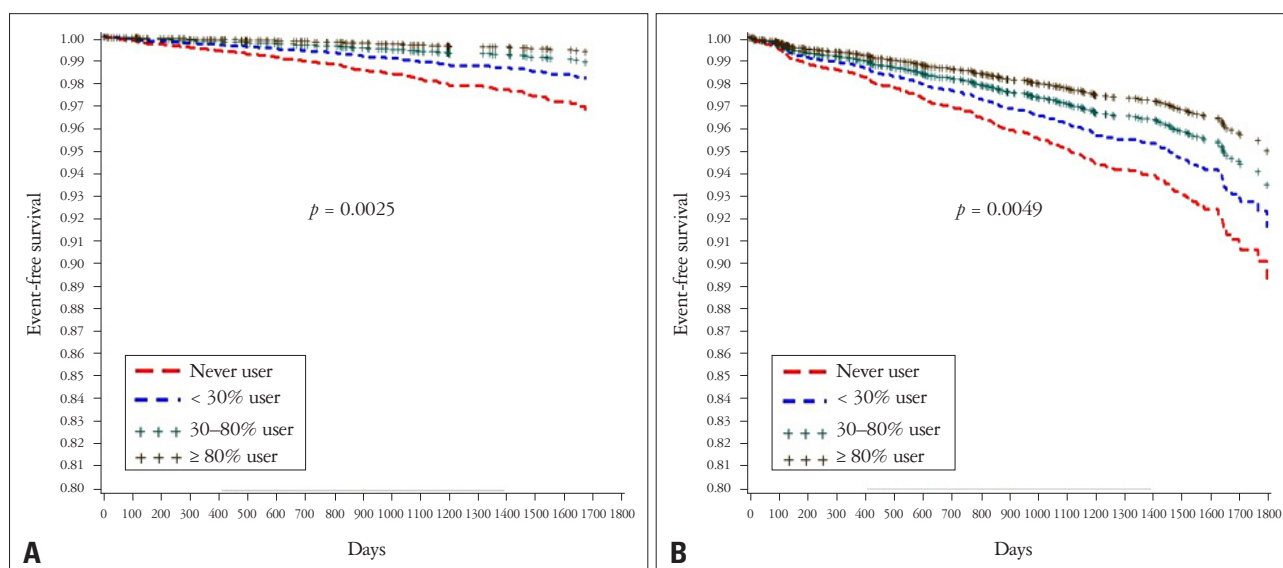 1.00
0.99
0.98
0.97
0.96
0.95
0.94
0.93
0.92
0.91
0.90
0.89
0.88
0.87
0.86
0.85
0.84
0.83
0.82
0.81
0.80
Event-free survival
p = 0.0025
Never user
< 30% user
30–80% user
≥ 80% user
0 100 200 300 400 500 600 700 800 900 1000 1100 1200 1300 1400 1500 1600 1700 1800
Days
A
1.00
0.99
0.98
0.97
0.96
0.95
0.94
0.93
0.92
0.91
0.90
0.89
0.88
0.87
0.86
0.85
0.84
0.83
0.82
0.81
0.80
Event-free survival
p = 0.0049
Never user
< 30% user
30–80% user
≥ 80% user
0 100 200 300 400 500 600 700 800 900 1000 1100 1200 1300 1400 1500 1600 1700 1800
Days
B